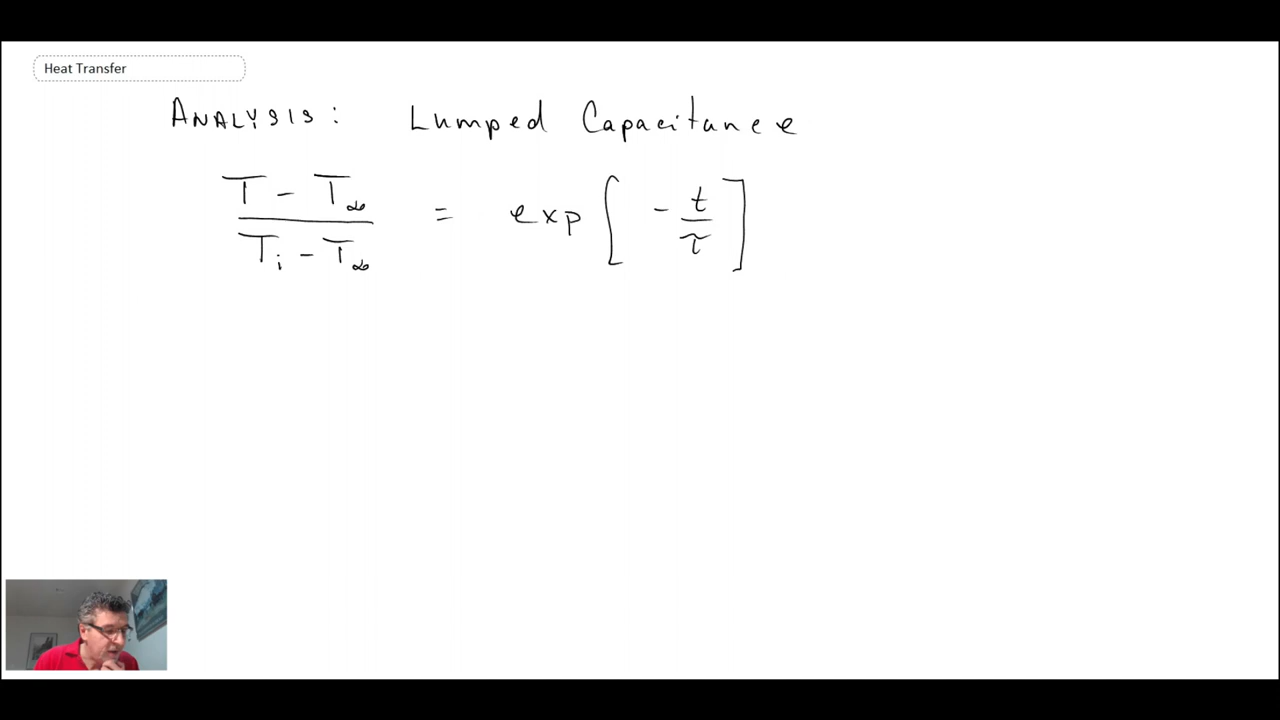 Heat Transfer
ANALYSIS: Lumped Capacitance
T - T∞ / Ti - T∞ = exp [ - t / τ ]